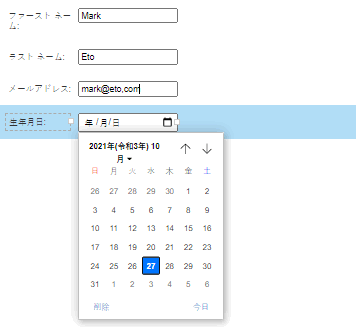 ファースト ネー
ム:
Mark
ラスト ネーム:
Eto
メールアドレス:
mark@eto,com
生年月日:
年 /月/日
2021年(令和3年) 10
月
日 月 火 水 木 金 土
26 27 28 29 30 1 2
3 4 5 6 7 8 9
10 11 12 13 14 15 16
17 18 19 20 21 22 23
24 25 26 27 28 29 30
31 1 2 3 4 5 6
削除 今日